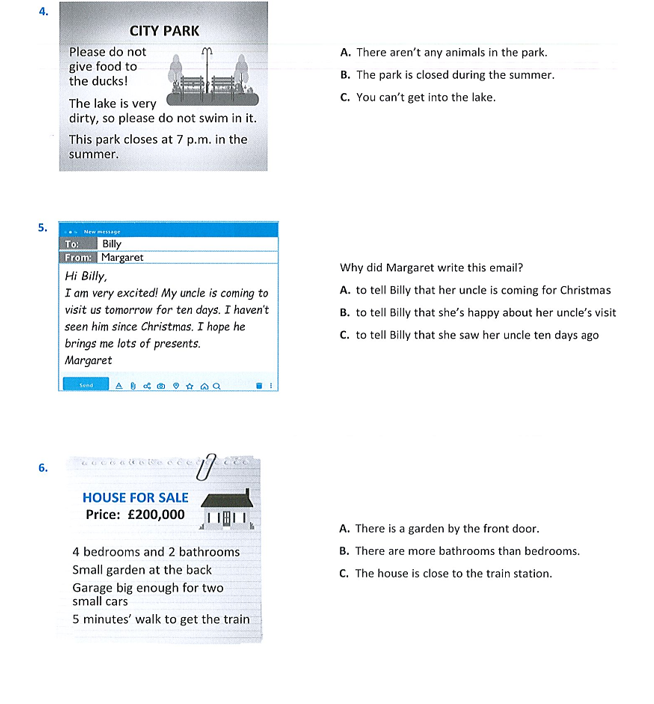 4.
CITY PARK
Please do not
give food to
the ducks!
The lake is very
dirty, so please do not swim in it.
This park closes at 7 p.m. in the
summer.
A. There aren't any animals in the park.
B. The park is closed during the summer.
C. You can't get into the lake.
5.
New message
To: Billy
From: Margaret
Hi Billy,
I am very excited! My uncle is coming to
visit us tomorrow for ten days. I haven't
seen him since Christmas. I hope he
brings me lots of presents.
Margaret
Send
Why did Margaret write this email?
A. to tell Billy that her uncle is coming for Christmas
B. to tell Billy that she's happy about her uncle's visit
C. to tell Billy that she saw her uncle ten days ago
6.
HOUSE FOR SALE
Price: £200,000
4 bedrooms and 2 bathrooms
Small garden at the back
Garage big enough for two
small cars
5 minutes' walk to get the train
A. There is a garden by the front door.
B. There are more bathrooms than bedrooms.
C. The house is close to the train station.